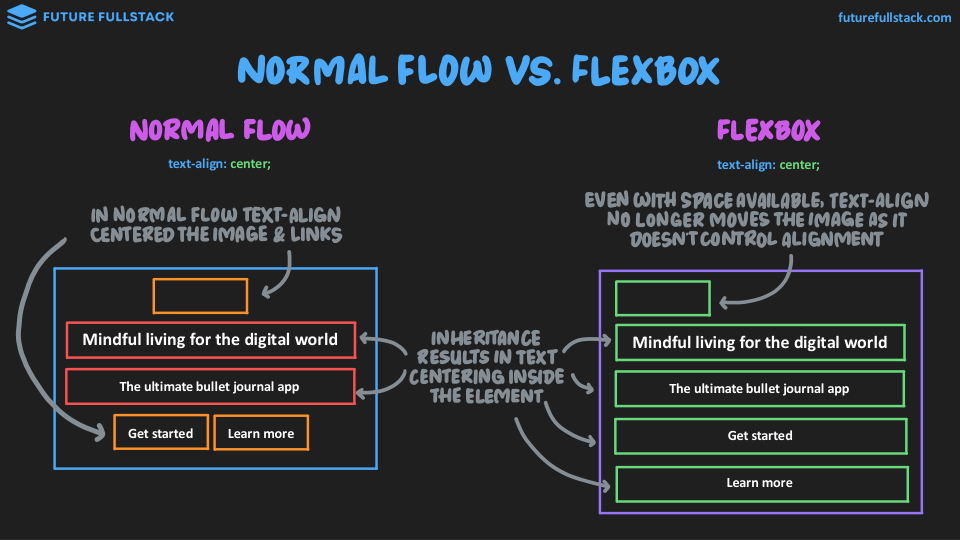 FUTURE FULLSTACK
futurefullstack.com
NORMAL FLOW VS. FLEXBOX
NORMAL FLOW
text-align: center;
IN NORMAL FLOW TEXT-ALIGN
CENTERED THE IMAGE & LINKS
Mindful living for the digital world
The ultimate bullet journal app
Get started
Learn more
INHERITANCE
RESULTS IN TEXT
CENTERING INSIDE
THE ELEMENT
FLEXBOX
text-align: center;
EVEN WITH SPACE AVAILABLE, TEXT-ALIGN
NO LONGER MOVES THE IMAGE AS IT
DOESN'T CONTROL ALIGNMENT
Mindful living for the digital world
The ultimate bullet journal app
Get started
Learn more